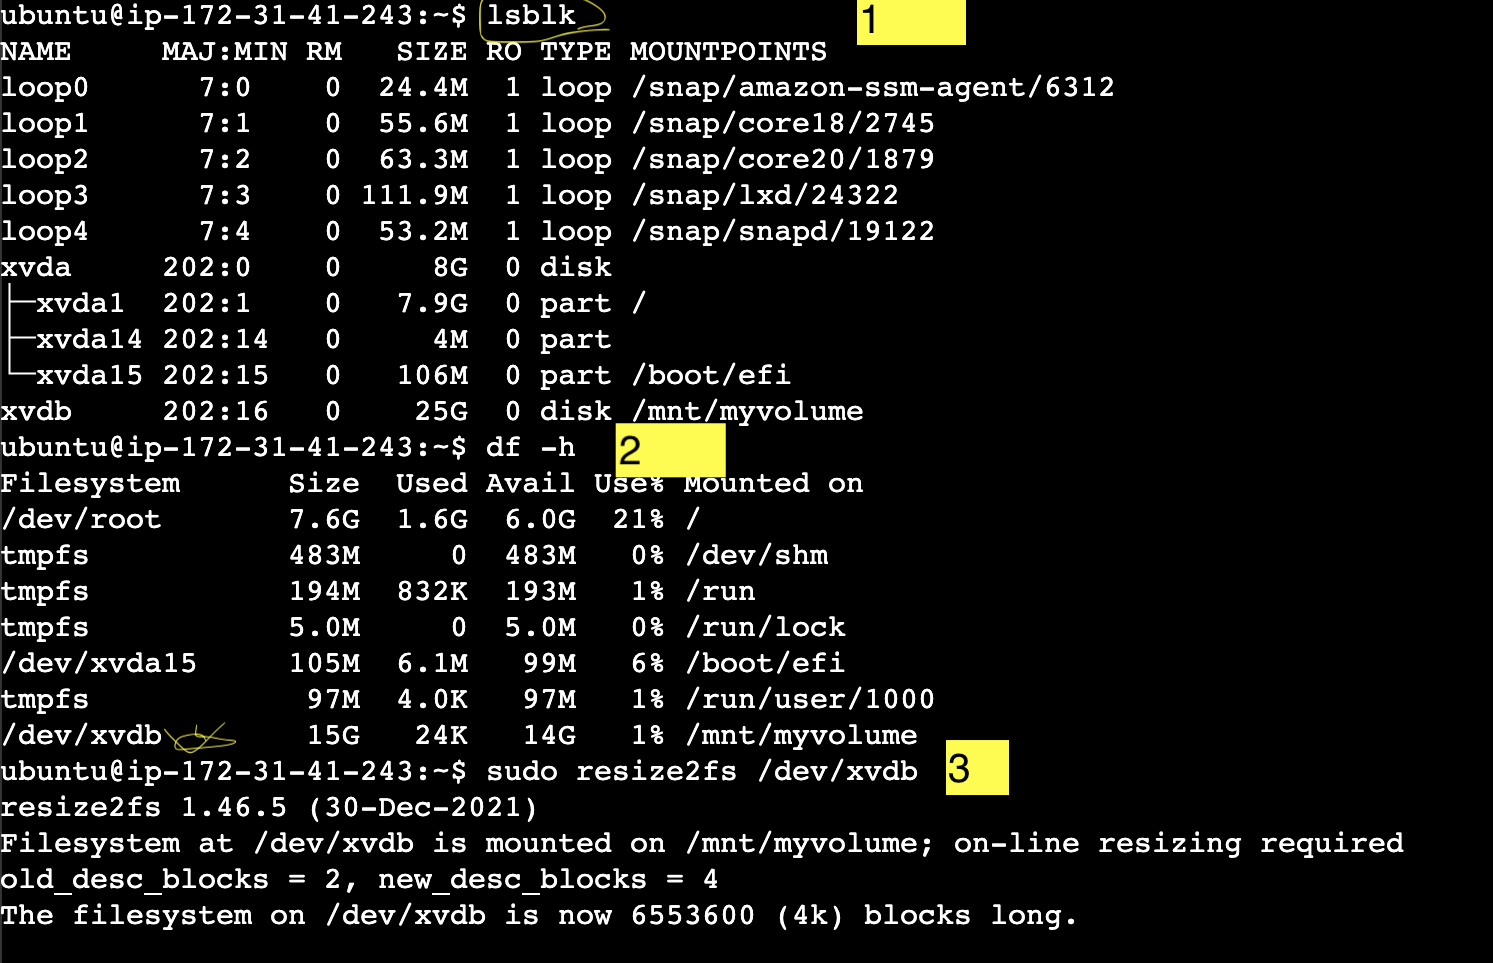 ubuntu@ip-172-31-41-243:~$ lsblk 1
NAME     MAJ:MIN RM   SIZE RO TYPE MOUNTPOINTS
loop0      7:0    0  24.4M  1 loop /snap/amazon-ssm-agent/6312
loop1      7:1    0  55.6M  1 loop /snap/core18/2745
loop2      7:2    0  63.3M  1 loop /snap/core20/1879
loop3      7:3    0 111.9M  1 loop /snap/lxd/24322
loop4      7:4    0  53.2M  1 loop /snap/snapd/19122
xvda     202:0    0     8G  0 disk
├─xvda1  202:1    0   7.9G  0 part /
├─xvda14 202:14   0     4M  0 part
└─xvda15 202:15   0   106M  0 part /boot/efi
xvdb     202:16   0    25G  0 disk /mnt/myvolume
ubuntu@ip-172-31-41-243:~$ df -h 2
Filesystem      Size  Used Avail Use% Mounted on
/dev/root       7.6G  1.6G  6.0G  21% /
tmpfs           483M     0  483M   0% /dev/shm
tmpfs           194M  832K  193M   1% /run
tmpfs           5.0M     0  5.0M   0% /run/lock
/dev/xvda15     105M  6.1M   99M   6% /boot/efi
tmpfs            97M  4.0K   97M   1% /run/user/1000
/dev/xvdb        15G   24K   14G   1% /mnt/myvolume
ubuntu@ip-172-31-41-243:~$ sudo resize2fs /dev/xvdb 3
resize2fs 1.46.5 (30-Dec-2021)
Filesystem at /dev/xvdb is mounted on /mnt/myvolume; on-line resizing required
old_desc_blocks = 2, new_desc_blocks = 4
The filesystem on /dev/xvdb is now 6553600 (4k) blocks long.